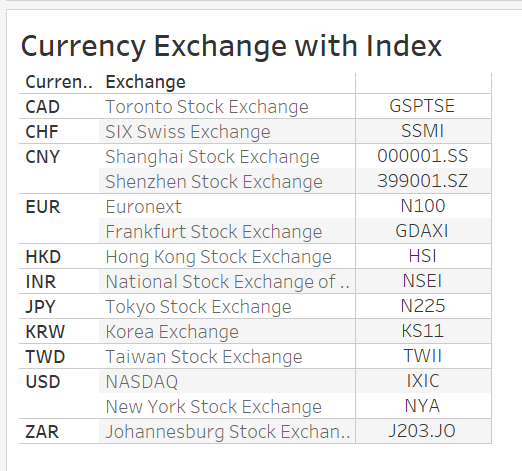 Currency Exchange with Index
Curren.. Exchange
CAD Toronto Stock Exchange GSPTSE
CHF SIX Swiss Exchange SSMI
CNY Shanghai Stock Exchange 000001.SS
Shenzhen Stock Exchange 399001.SZ
EUR Euronext N100
Frankfurt Stock Exchange GDAXI
HKD Hong Kong Stock Exchange HSI
INR National Stock Exchange of .. NSEI
JPY Tokyo Stock Exchange N225
KRW Korea Exchange KS11
TWD Taiwan Stock Exchange TWII
USD NASDAQ IXIC
New York Stock Exchange NYA
ZAR Johannesburg Stock Exchan.. J203.JO